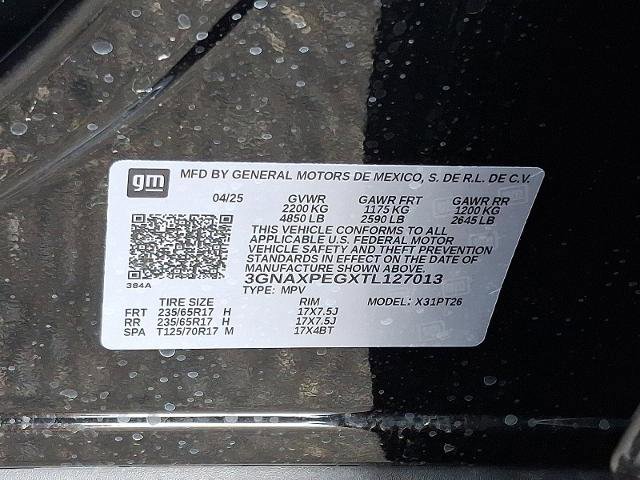 gm MFD BY GENERAL MOTORS DE MEXICO, S. DE R.L. DE C.V.
04/25 GVWR GAWR FRT GAWR RR
2200 KG 1175 KG 1200 KG
4850 LB 2590 LB 2645 LB
THIS VEHICLE CONFORMS TO ALL
APPLICABLE U.S. FEDERAL MOTOR
VEHICLE SAFETY AND THEFT PREVENTION
STANDARDS IN EFFECT ON THE DATE OF
MANUFACTURE SHOWN ABOVE.
384A 3GNAXPEGXTL127013
TYPE: MPV MODEL: X31PT26
TIRE SIZE RIM
FRT 235/65R17 H 17X7.5J
RR 235/65R17 H 17X7.5J
SPA T125/70R17 M 17X4BT